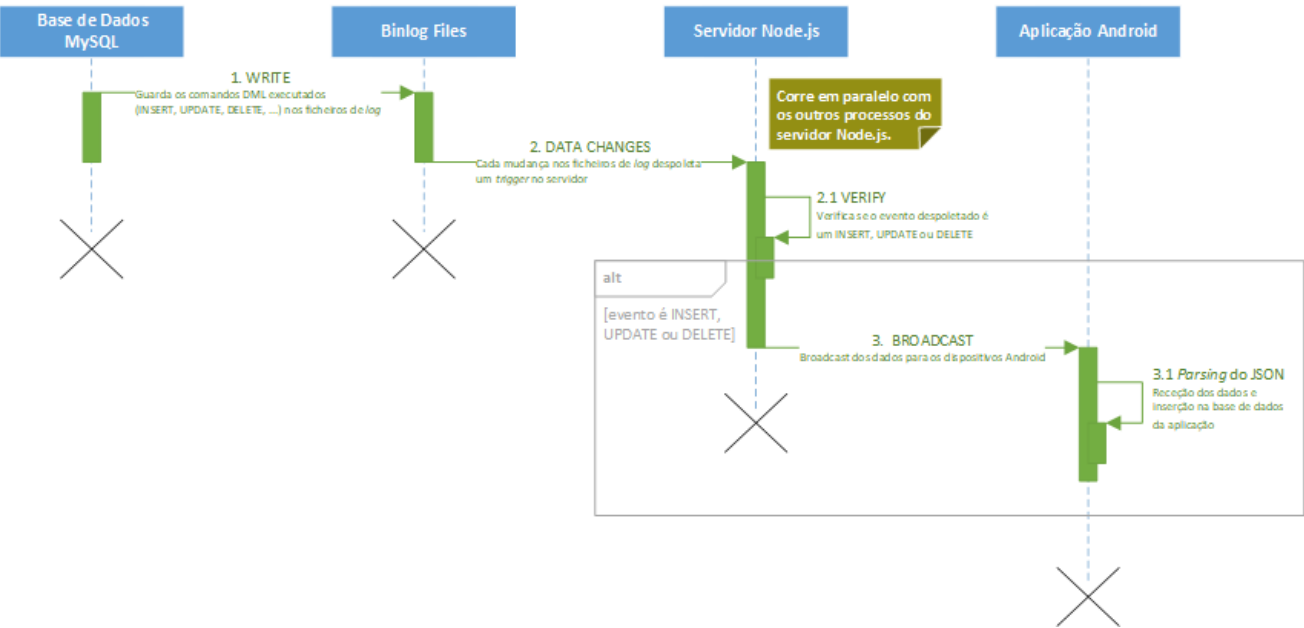 Base de Dados
MySQL
Binlog Files
Servidor Node.js
Aplicação Android
1. WRITE
Guarda os comandos DML executados
(INSERT, UPDATE, DELETE, ...) nos ficheiros de log
Corre em paralelo com
os outros processos do
servidor Node.js.
2. DATA CHANGES
Cada mudança nos ficheiros de log despoleta
um trigger no servidor
2.1 VERIFY
Verifica se o evento despoletado é
um INSERT, UPDATE ou DELETE
alt
[evento é INSERT,
UPDATE ou DELETE]
3. BROADCAST
Broadcast dos dados para os dispositivos Android
3.1 Parsing do JSON
Receção dos dados e
inserção na base de dados
da aplicação